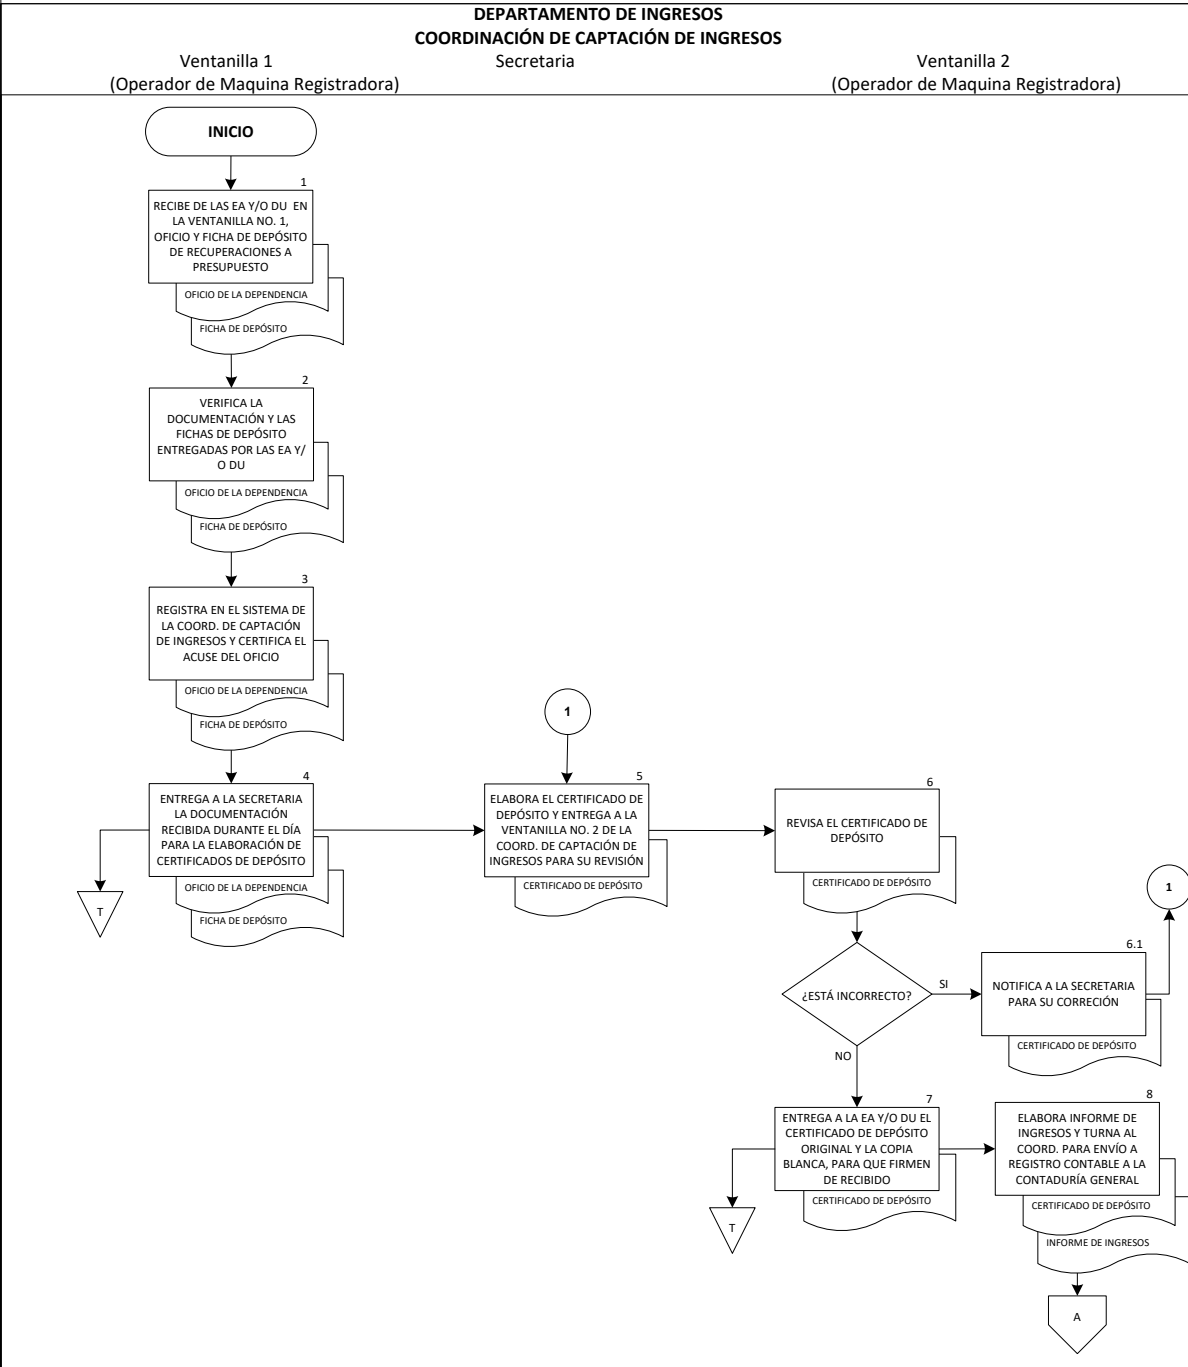 DEPARTAMENTO DE INGRESOS
COORDINACIÓN DE CAPTACIÓN DE INGRESOS
Ventanilla 1
(Operador de Maquina Registradora)
Secretaria
Ventanilla 2
(Operador de Maquina Registradora)
INICIO
1
RECIBE DE LAS EA Y/O DU EN
LA VENTANILLA NO. 1,
OFICIO Y FICHA DE DEPÓSITO
DE RECUPERACIONES A
PRESUPUESTO
OFICIO DE LA DEPENDENCIA
FICHA DE DEPÓSITO
2
VERIFICA LA
DOCUMENTACIÓN Y LAS
FICHAS DE DEPÓSITO
ENTREGADAS POR LAS EA Y/
O DU
OFICIO DE LA DEPENDENCIA
FICHA DE DEPÓSITO
3
REGISTRA EN EL SISTEMA DE
LA COORD. DE CAPTACIÓN
DE INGRESOS Y CERTIFICA EL
ACUSE DEL OFICIO
OFICIO DE LA DEPENDENCIA
FICHA DE DEPÓSITO
4
ENTREGA A LA SECRETARIA
LA DOCUMENTACIÓN
RECIBIDA DURANTE EL DÍA
PARA LA ELABORACIÓN DE
CERTIFICADOS DE DEPÓSITO
OFICIO DE LA DEPENDENCIA
FICHA DE DEPÓSITO
T
1
5
ELABORA EL CERTIFICADO DE
DEPÓSITO Y ENTREGA A LA
VENTANILLA NO. 2 DE LA
COORD. DE CAPTACIÓN DE
INGRESOS PARA SU REVISIÓN
CERTIFICADO DE DEPÓSITO
6
REVISA EL CERTIFICADO DE
DEPÓSITO
CERTIFICADO DE DEPÓSITO
¿ESTÁ INCORRECTO?
SI
NO
6.1
NOTIFICA A LA SECRETARIA
PARA SU CORRECIÓN
CERTIFICADO DE DEPÓSITO
1
7
ENTREGA A LA EA Y/O DU EL
CERTIFICADO DE DEPÓSITO
ORIGINAL Y LA COPIA
BLANCA, PARA QUE FIRMEN
DE RECIBIDO
CERTIFICADO DE DEPÓSITO
T
8
ELABORA INFORME DE
INGRESOS Y TURNA AL
COORD. PARA ENVÍO A
REGISTRO CONTABLE A LA
CONTADURÍA GENERAL
CERTIFICADO DE DEPÓSITO
INFORME DE INGRESOS
A